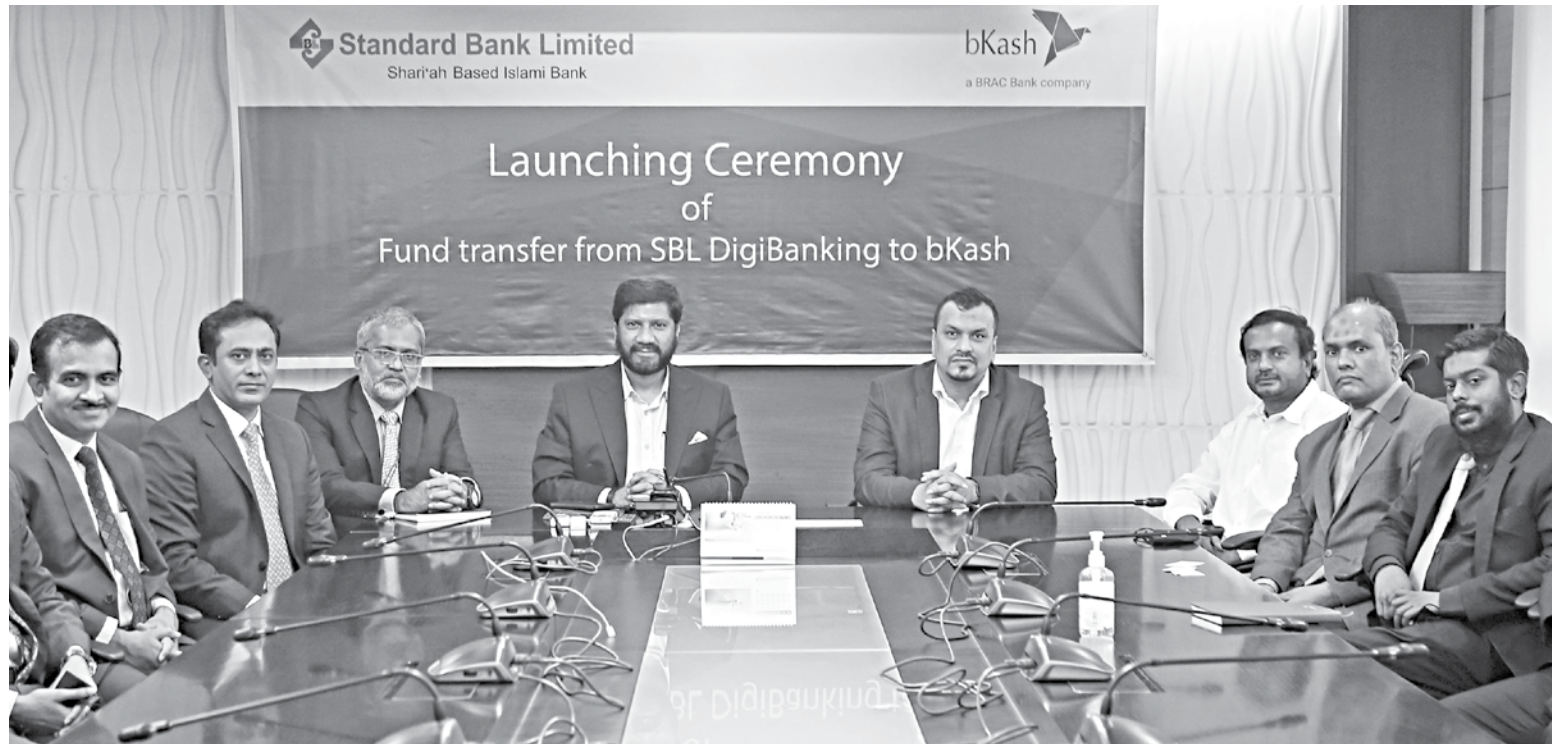 Standard Bank Limited
Shari'ah Based Islami Bank
bKash
a BRAC Bank company
Launching Ceremony
of
Fund transfer from SBL DigiBanking to bKash